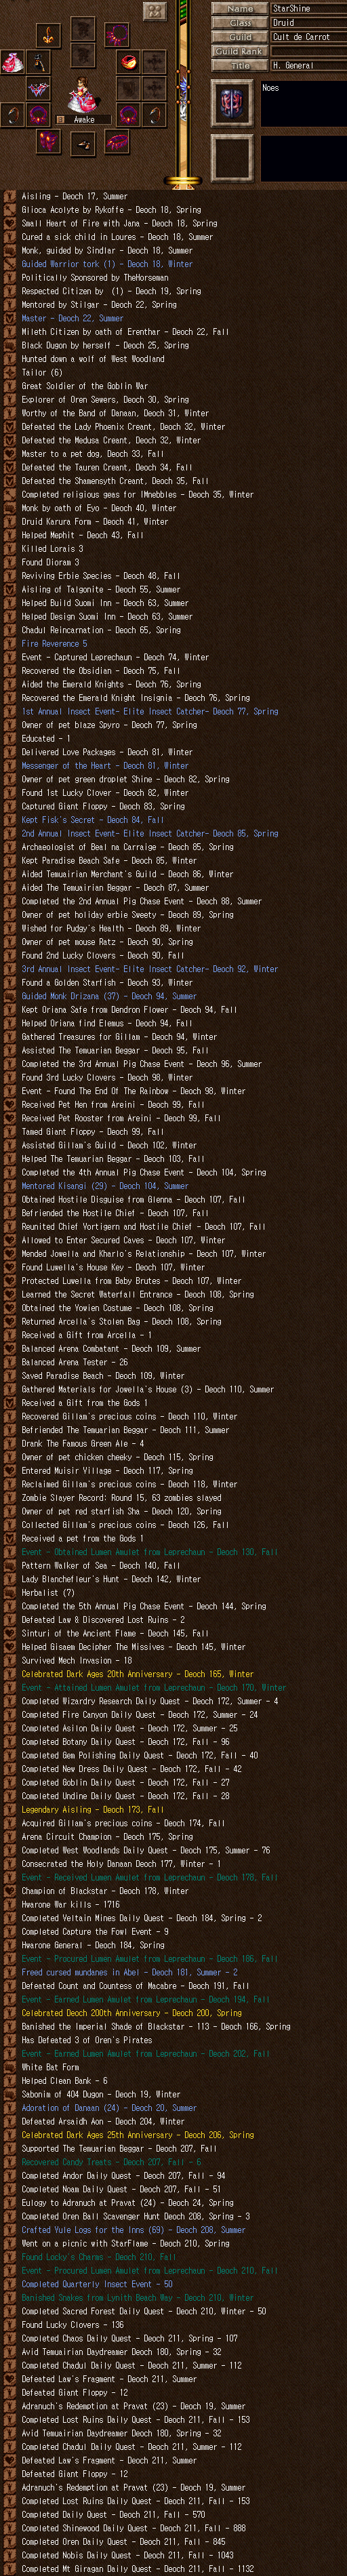 Name StarShine
Class Druid
Guild Cult de Carrot
Guild Rank
Title H. General
Noes
Awake
Aisling - Deoch 17, Summer
Glioca Acolyte by Rykoffe - Deoch 18, Spring
Small Heart of Fire with Jana - Deoch 18, Spring
Cured a sick child in Loures - Deoch 18, Summer
Monk, guided by Sindlar - Deoch 18, Summer
Guided Warrior tork (1) - Deoch 18, Winter
Politically Sponsored by TheHorseman
Respected Citizen by  (1) - Deoch 19, Spring
Mentored by Stilgar - Deoch 22, Spring
Master - Deoch 22, Summer
Mileth Citizen by oath of Erenthar - Deoch 22, Fall
Black Dugon by herself - Deoch 25, Spring
Hunted down a wolf of West Woodland
Tailor (6)
Great Soldier of the Goblin War
Explorer of Oren Sewers, Deoch 30, Spring
Worthy of the Band of Danaan, Deoch 31, Winter
Defeated the Lady Phoenix Creant, Deoch 32, Winter
Defeated the Medusa Creant, Deoch 32, Winter
Master to a pet dog, Deoch 33, Fall
Defeated the Tauren Creant, Deoch 34, Fall
Defeated the Shamensyth Creant, Deoch 35, Fall
Completed religious geas for IMnebbles - Deoch 35, Winter
Monk by oath of Eyo - Deoch 40, Winter
Druid Karura Form - Deoch 41, Winter
Helped Mephit - Deoch 43, Fall
Killed Lorais 3
Found Dioram 3
Reviving Erbie Species - Deoch 48, Fall
Aisling of Talgonite - Deoch 55, Summer
Helped Build Suomi Inn - Deoch 63, Summer
Helped Design Suomi Inn - Deoch 63, Summer
Chadul Reincarnation - Deoch 65, Spring
Fire Reverence 5
Event - Captured Leprechaun - Deoch 74, Winter
Recovered the Obsidian - Deoch 75, Fall
Aided the Emerald Knights - Deoch 76, Spring
Recovered the Emerald Knight Insignia - Deoch 76, Spring
1st Annual Insect Event- Elite Insect Catcher- Deoch 77, Spring
Owner of pet blaze Spyro - Deoch 77, Spring
Educated - 1
Delivered Love Packages - Deoch 81, Winter
Messenger of the Heart - Deoch 81, Winter
Owner of pet green droplet Shine - Deoch 82, Spring
Found 1st Lucky Clover - Deoch 82, Winter
Captured Giant Floppy - Deoch 83, Spring
Kept Fisk's Secret - Deoch 84, Fall
2nd Annual Insect Event- Elite Insect Catcher- Deoch 85, Spring
Archaeologist of Beal na Carraige - Deoch 85, Spring
Kept Paradise Beach Safe - Deoch 85, Winter
Aided Temuairian Merchant's Guild - Deoch 86, Winter
Aided The Temuairian Beggar - Deoch 87, Summer
Completed the 2nd Annual Pig Chase Event - Deoch 88, Summer
Owner of pet holiday erbie Sweety - Deoch 89, Spring
Wished for Pudgy's Health - Deoch 89, Winter
Owner of pet mouse Ratz - Deoch 90, Spring
Found 2nd Lucky Clovers - Deoch 90, Fall
3rd Annual Insect Event- Elite Insect Catcher- Deoch 92, Winter
Found a Golden Starfish - Deoch 93, Winter
Guided Monk Drizana (37) - Deoch 94, Summer
Kept Oriana Safe from Dendron Flower - Deoch 94, Fall
Helped Oriana find Elemus - Deoch 94, Fall
Gathered Treasures for Gillam - Deoch 94, Winter
Assisted The Temuairian Beggar - Deoch 95, Fall
Completed the 3rd Annual Pig Chase Event - Deoch 96, Summer
Found 3rd Lucky Clovers - Deoch 98, Winter
Event - Found The End Of The Rainbow - Deoch 98, Winter
Received Pet Hen from Areini - Deoch 99, Fall
Received Pet Rooster from Areini - Deoch 99, Fall
Tamed Giant Floppy - Deoch 99, Fall
Assisted Gillam's Guild - Deoch 102, Winter
Helped The Temuairian Beggar - Deoch 103, Fall
Completed the 4th Annual Pig Chase Event - Deoch 104, Spring
Mentored Kisangi (29) - Deoch 104, Summer
Obtained Hostile Disguise from Glenna - Deoch 107, Fall
Befriended the Hostile Chief - Deoch 107, Fall
Reunited Chief Vortigern and Hostile Chief - Deoch 107, Fall
Allowed to Enter Secured Caves - Deoch 107, Winter
Mended Jowella and Kharlo's Relationship - Deoch 107, Winter
Found Luwella's House Key - Deoch 107, Winter
Protected Luwella from Baby Brutes - Deoch 107, Winter
Learned the Secret Waterfall Entrance - Deoch 108, Spring
Obtained the Yowien Costume - Deoch 108, Spring
Returned Arcella's Stolen Bag - Deoch 108, Spring
Received a Gift from Arcella - 1
Balanced Arena Combatant - Deoch 109, Summer
Balanced Arena Tester - 26
Saved Paradise Beach - Deoch 109, Winter
Gathered Materials for Jowella's House (3) - Deoch 110, Summer
Received a Gift from the Gods 1
Recovered Gillam's precious coins - Deoch 110, Winter
Befriended The Temuairian Beggar - Deoch 111, Summer
Drank The Famous Green Ale - 4
Owner of pet chicken cheeky - Deoch 115, Spring
Entered Muisir Village - Deoch 117, Spring
Reclaimed Gillam's precious coins - Deoch 118, Winter
Zombie Slayer Record: Round 15, 63 zombies slayed
Owner of pet red starfish Sha - Deoch 120, Spring
Collected Gillam's precious coins - Deoch 126, Fall
Received a pet from the Gods 1
Event - Obtained Lumen Amulet from Leprechaun - Deoch 130, Fall
Pattern Walker of Sea - Deoch 140, Fall
Lady Blanchefleur's Hunt - Deoch 142, Winter
Herbalist (7)
Completed the 5th Annual Pig Chase Event - Deoch 144, Spring
Defeated Law & Discovered Lost Ruins - 2
Sinturi of the Ancient Flame - Deoch 145, Fall
Helped Gisaem Decipher The Missives - Deoch 145, Winter
Survived Mech Invasion - 18
Celebrated Dark Ages 20th Anniversary - Deoch 165, Winter
Event - Attained Lumen Amulet from Leprechaun - Deoch 170, Winter
Completed Wizardry Research Daily Quest - Deoch 172, Summer - 4
Completed Fire Canyon Daily Quest - Deoch 172, Summer - 24
Completed Asilon Daily Quest - Deoch 172, Summer - 25
Completed Botany Daily Quest - Deoch 172, Fall - 96
Completed Gem Polishing Daily Quest - Deoch 172, Fall - 40
Completed New Dress Daily Quest - Deoch 172, Fall - 42
Completed Goblin Daily Quest - Deoch 172, Fall - 27
Completed Undine Daily Quest - Deoch 172, Fall - 28
Legendary Aisling - Deoch 173, Fall
Acquired Gillam's precious coins - Deoch 174, Fall
Arena Circuit Champion - Deoch 175, Spring
Completed West Woodlands Daily Quest - Deoch 175, Summer - 76
Consecrated the Holy Danaan Deoch 177, Winter - 1
Event - Received Lumen Amulet from Leprechaun - Deoch 178, Fall
Champion of Blackstar - Deoch 178, Winter
Hwarone War kills - 1716
Completed Veltain Mines Daily Quest - Deoch 184, Spring - 2
Completed Capture the Fowl Event - 9
Hwarone General - Deoch 184, Spring
Event - Procured Lumen Amulet from Leprechaun - Deoch 186, Fall
Freed cursed mundanes in Abel - Deoch 181, Summer - 2
Defeated Count and Countess of Macabre - Deoch 191, Fall
Event - Earned Lumen Amulet from Leprechaun - Deoch 194, Fall
Celebrated Deoch 200th Anniversary - Deoch 200, Spring
Banished the Imperial Shade of Blackstar - 113 - Deoch 166, Spring
Has Defeated 3 of Oren's Pirates
Event - Earned Lumen Amulet from Leprechaun - Deoch 202, Fall
White Bat Form
Helped Clean Bank - 6
Sabonim of 404 Dugon - Deoch 19, Winter
Adoration of Danaan (24) - Deoch 20, Summer
Defeated Arsaidh Aon - Deoch 204, Winter
Celebrated Dark Ages 25th Anniversary - Deoch 206, Spring
Supported The Temuairian Beggar - Deoch 207, Fall
Recovered Candy Treats - Deoch 207, Fall - 6
Completed Andor Daily Quest - Deoch 207, Fall - 94
Completed Noam Daily Quest - Deoch 207, Fall - 51
Eulogy to Adranuch at Pravat (24) - Deoch 24, Spring
Completed Oren Ball Scavenger Hunt Deoch 208, Spring - 3
Crafted Yule Logs for the Inns (69) - Deoch 208, Summer
Went on a picnic with StarFlame - Deoch 210, Spring
Found Locky's Charms - Deoch 210, Fall
Event - Procured Lumen Amulet from Leprechaun - Deoch 210, Fall
Completed Quarterly Insect Event - 50
Banished Snakes from Lynith Beach Way - Deoch 210, Winter
Completed Sacred Forest Daily Quest - Deoch 210, Winter - 50
Found Lucky Clovers - 136
Completed Chaos Daily Quest - Deoch 211, Spring - 107
Avid Temuairian Daydreamer Deoch 180, Spring - 32
Completed Chadul Daily Quest - Deoch 211, Summer - 112
Defeated Law's Fragment - Deoch 211, Summer
Defeated Giant Floppy - 12
Adranuch's Redemption at Pravat (23) - Deoch 19, Summer
Completed Lost Ruins Daily Quest - Deoch 211, Fall - 153
Avid Temuairian Daydreamer Deoch 180, Spring - 32
Completed Chadul Daily Quest - Deoch 211, Summer - 112
Defeated Law's Fragment - Deoch 211, Summer
Defeated Giant Floppy - 12
Adranuch's Redemption at Pravat (23) - Deoch 19, Summer
Completed Lost Ruins Daily Quest - Deoch 211, Fall - 153
Completed Daily Quest - Deoch 211, Fall - 570
Completed Shinewood Daily Quest - Deoch 211, Fall - 888
Completed Oren Daily Quest - Deoch 211, Fall - 845
Completed Nobis Daily Quest - Deoch 211, Fall - 1043
Completed Mt Giragan Daily Quest - Deoch 211, Fall - 1132